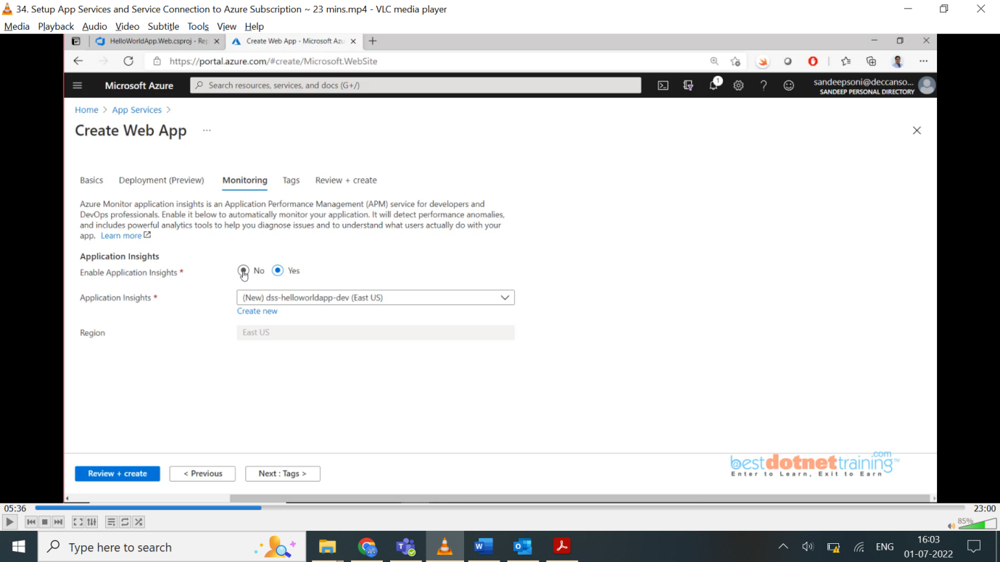 34. Setup App Services and Service Connection to Azure Subscription ~ 23 mins.mp4 - VLC media player
Media Playback Audio Video Subtitle Tools View Help
HelloWorldApp.Web.csproj - Rep
Create Web App - Microsoft Azu
https://portal.azure.com/#create/Microsoft.WebSite
Microsoft Azure
Search resources, services, and docs (G+/)
1
sandeepsoni@deccanso...
SANDEEP PERSONAL DIRECTORY
Home > App Services >
Create Web App ...
Basics Deployment (Preview) Monitoring Tags Review + create
Azure Monitor application insights is an Application Performance Management (APM) service for developers and
DevOps professionals. Enable it below to automatically monitor your application. It will detect performance anomalies,
and includes powerful analytics tools to help you diagnose issues and to understand what users actually do with your
app. Learn more
Application Insights
Enable Application Insights *
No Yes
Application Insights *
(New) dss-helloworldapp-dev (East US)
Create new
Region
East US
Review + create
< Previous
Next : Tags >
@bestdotnettraining.com™
Enter to Learn, Exit to Earn
05:36
23:00
85%
Type here to search
ENG
16:03
01-07-2022